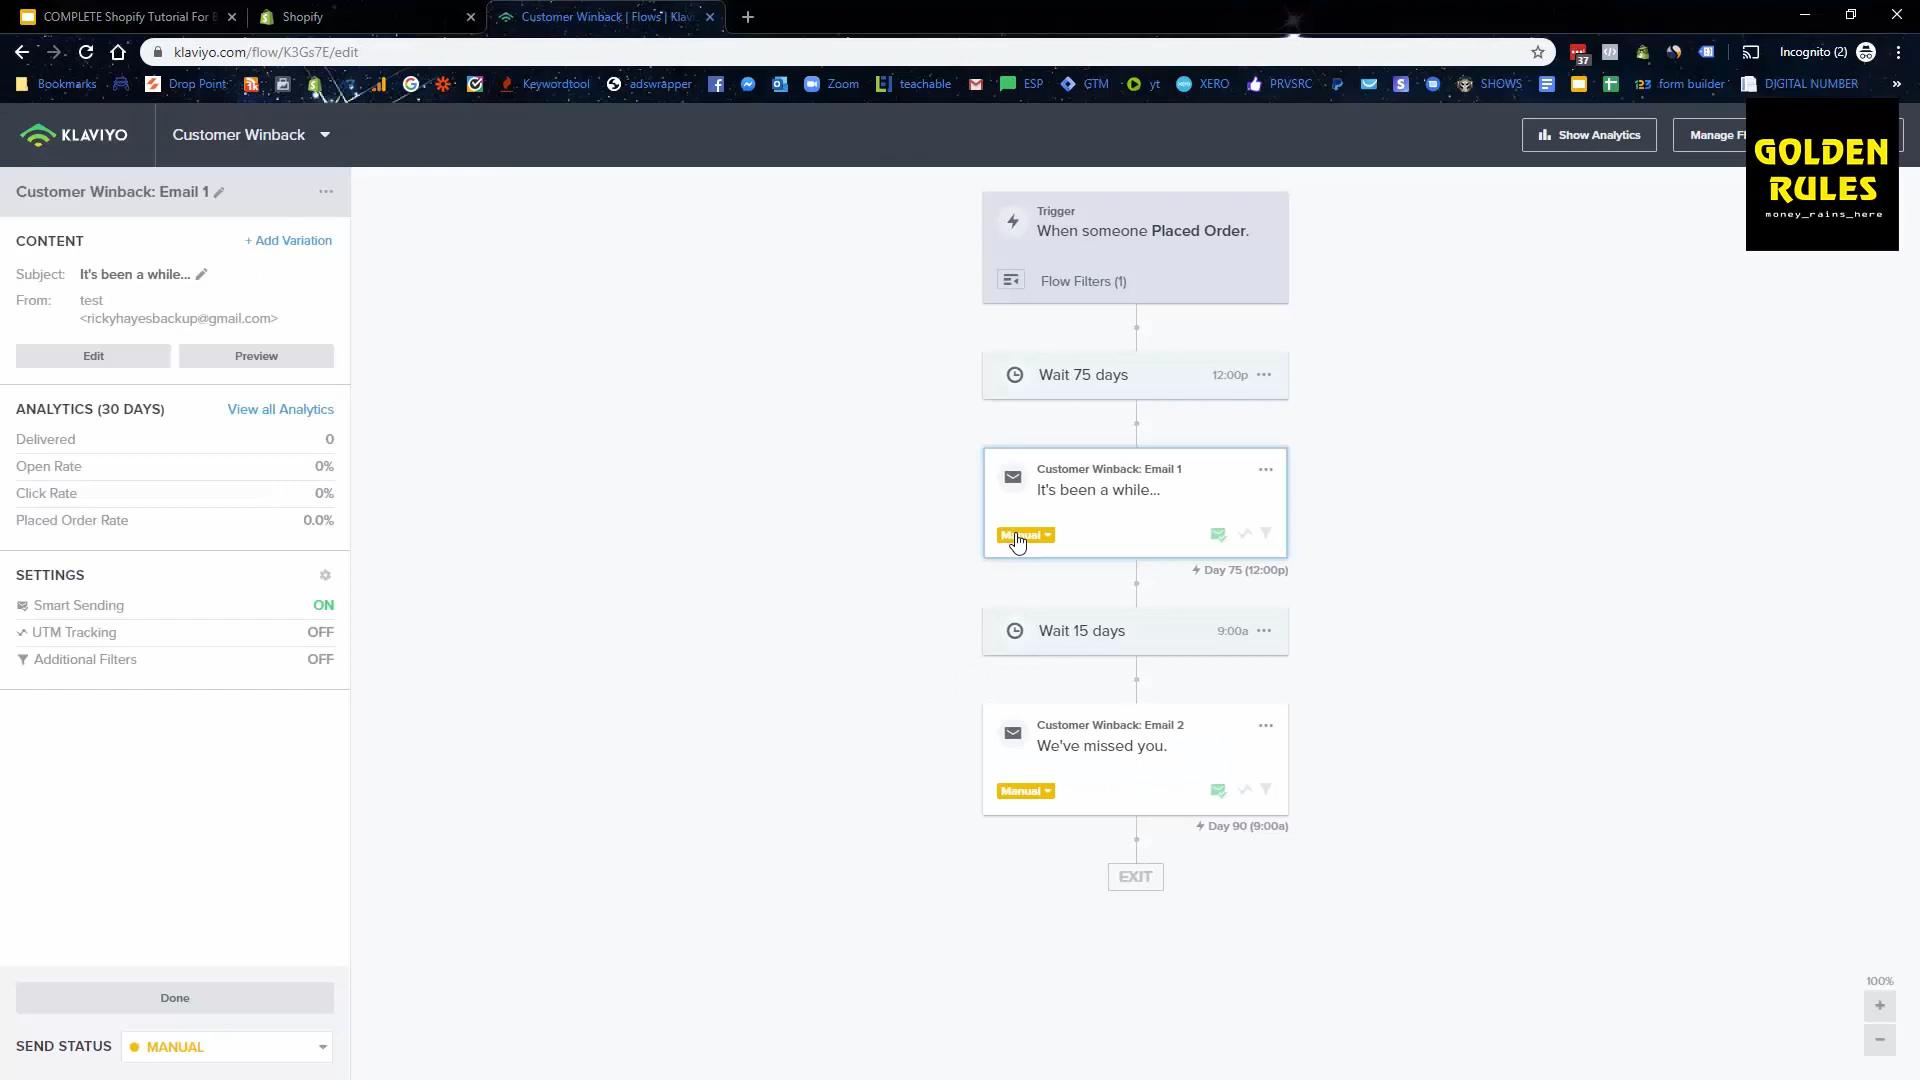 COMPLETE Shopify Tutorial For B
Shopify
Customer Winback | Flows | Klav
klaviyo.com/flow/K3Gs7E/edit
37
Incognito (2)
Bookmarks
Drop Point
Keywordtool
adswrapper
Zoom
teachable
ESP
GTM
yt
XERO
PRVSRC
SHOWS
form builder
DIGITAL NUMBER
KLAVIYO
Customer Winback
Show Analytics
Manage Fl
GOLDEN
RULES
money_rains_here
Customer Winback: Email 1
CONTENT
+ Add Variation
Subject: It's been a while...
From: test
<rickyhayesbackup@gmail.com>
Edit
Preview
ANALYTICS (30 DAYS)
View all Analytics
Delivered 0
Open Rate 0%
Click Rate 0%
Placed Order Rate 0.0%
SETTINGS
Smart Sending ON
UTM Tracking OFF
Additional Filters OFF
Done
SEND STATUS MANUAL
Trigger
When someone Placed Order.
Flow Filters (1)
Wait 75 days 12:00p
Customer Winback: Email 1
It's been a while...
Manual
Day 75 (12:00p)
Wait 15 days 9:00a
Customer Winback: Email 2
We've missed you.
Manual
Day 90 (9:00a)
EXIT
100%